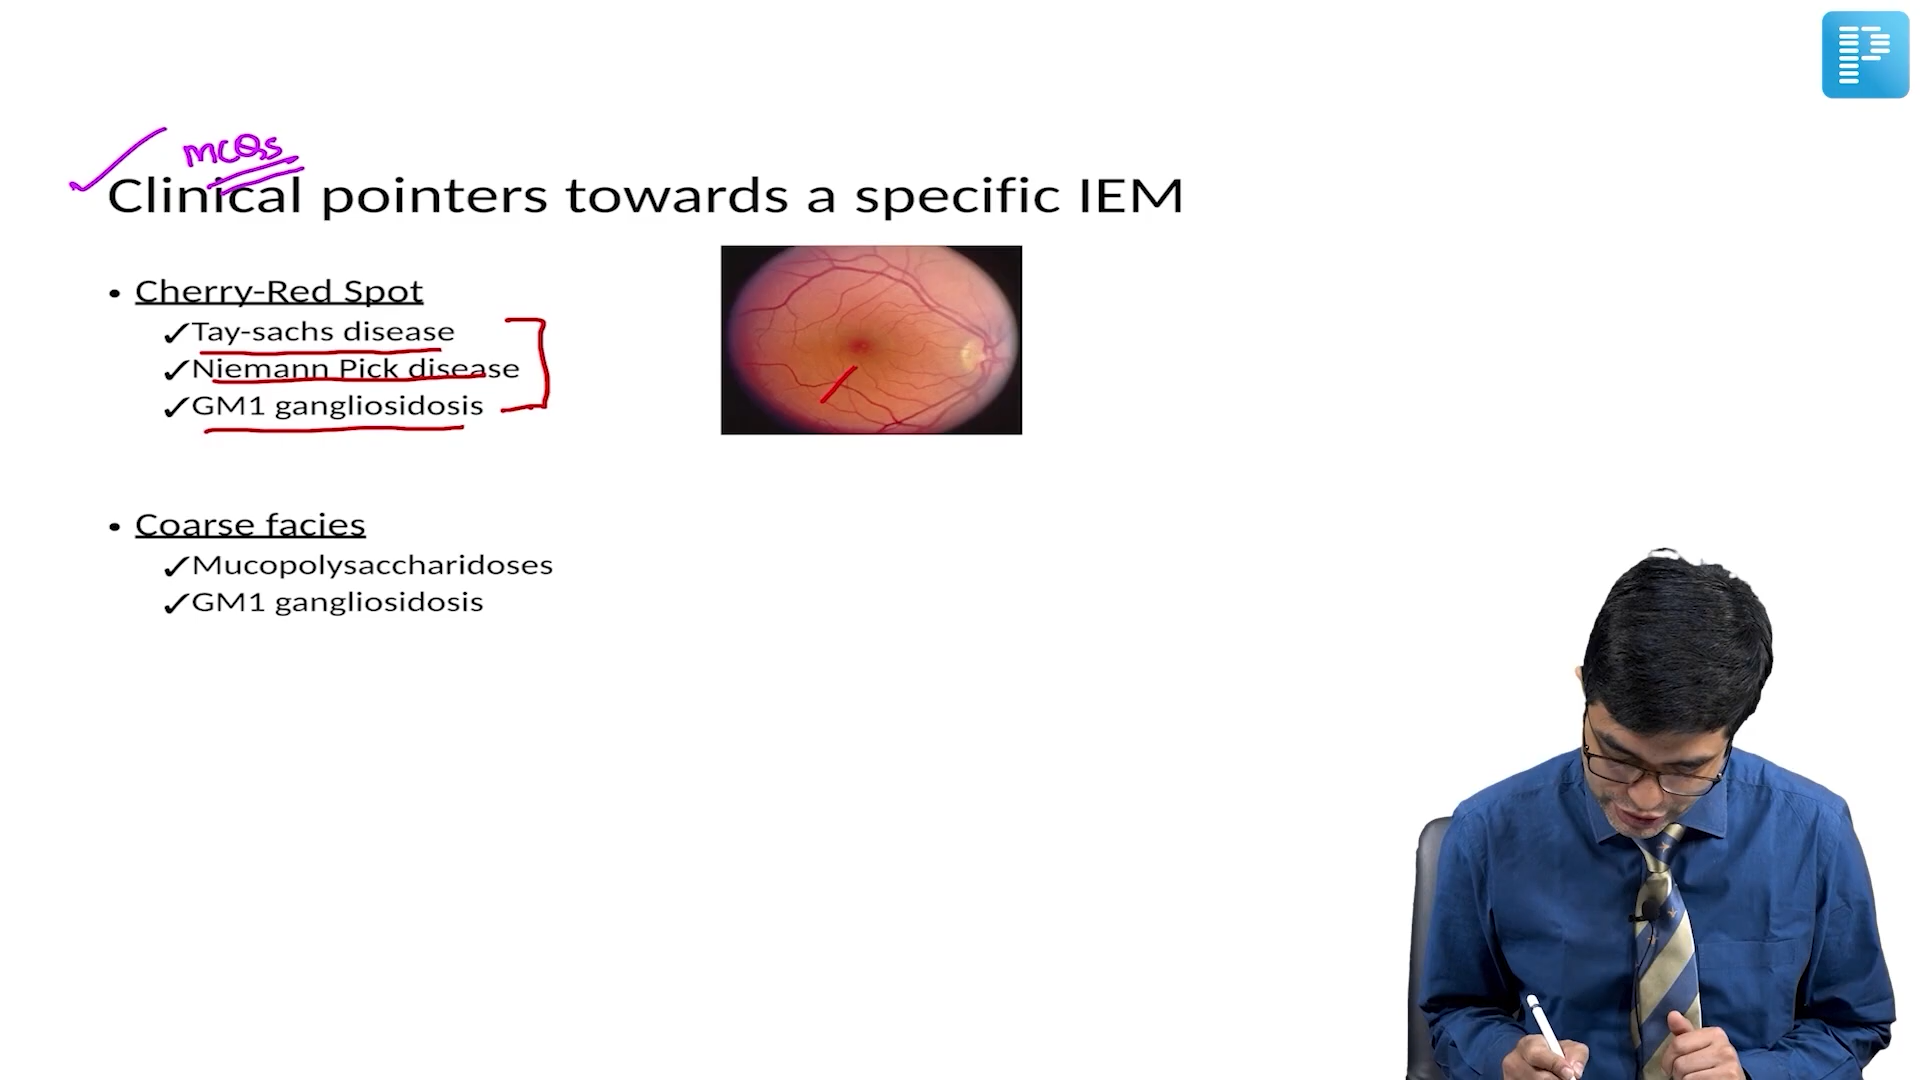 MCQs
Clinical pointers towards a specific IEM
• Cherry-Red Spot
✓Tay-sachs disease
✓Niemann Pick disease
✓GM1 gangliosidosis
• Coarse facies
✓Mucopolysaccharidoses
✓GM1 gangliosidosis